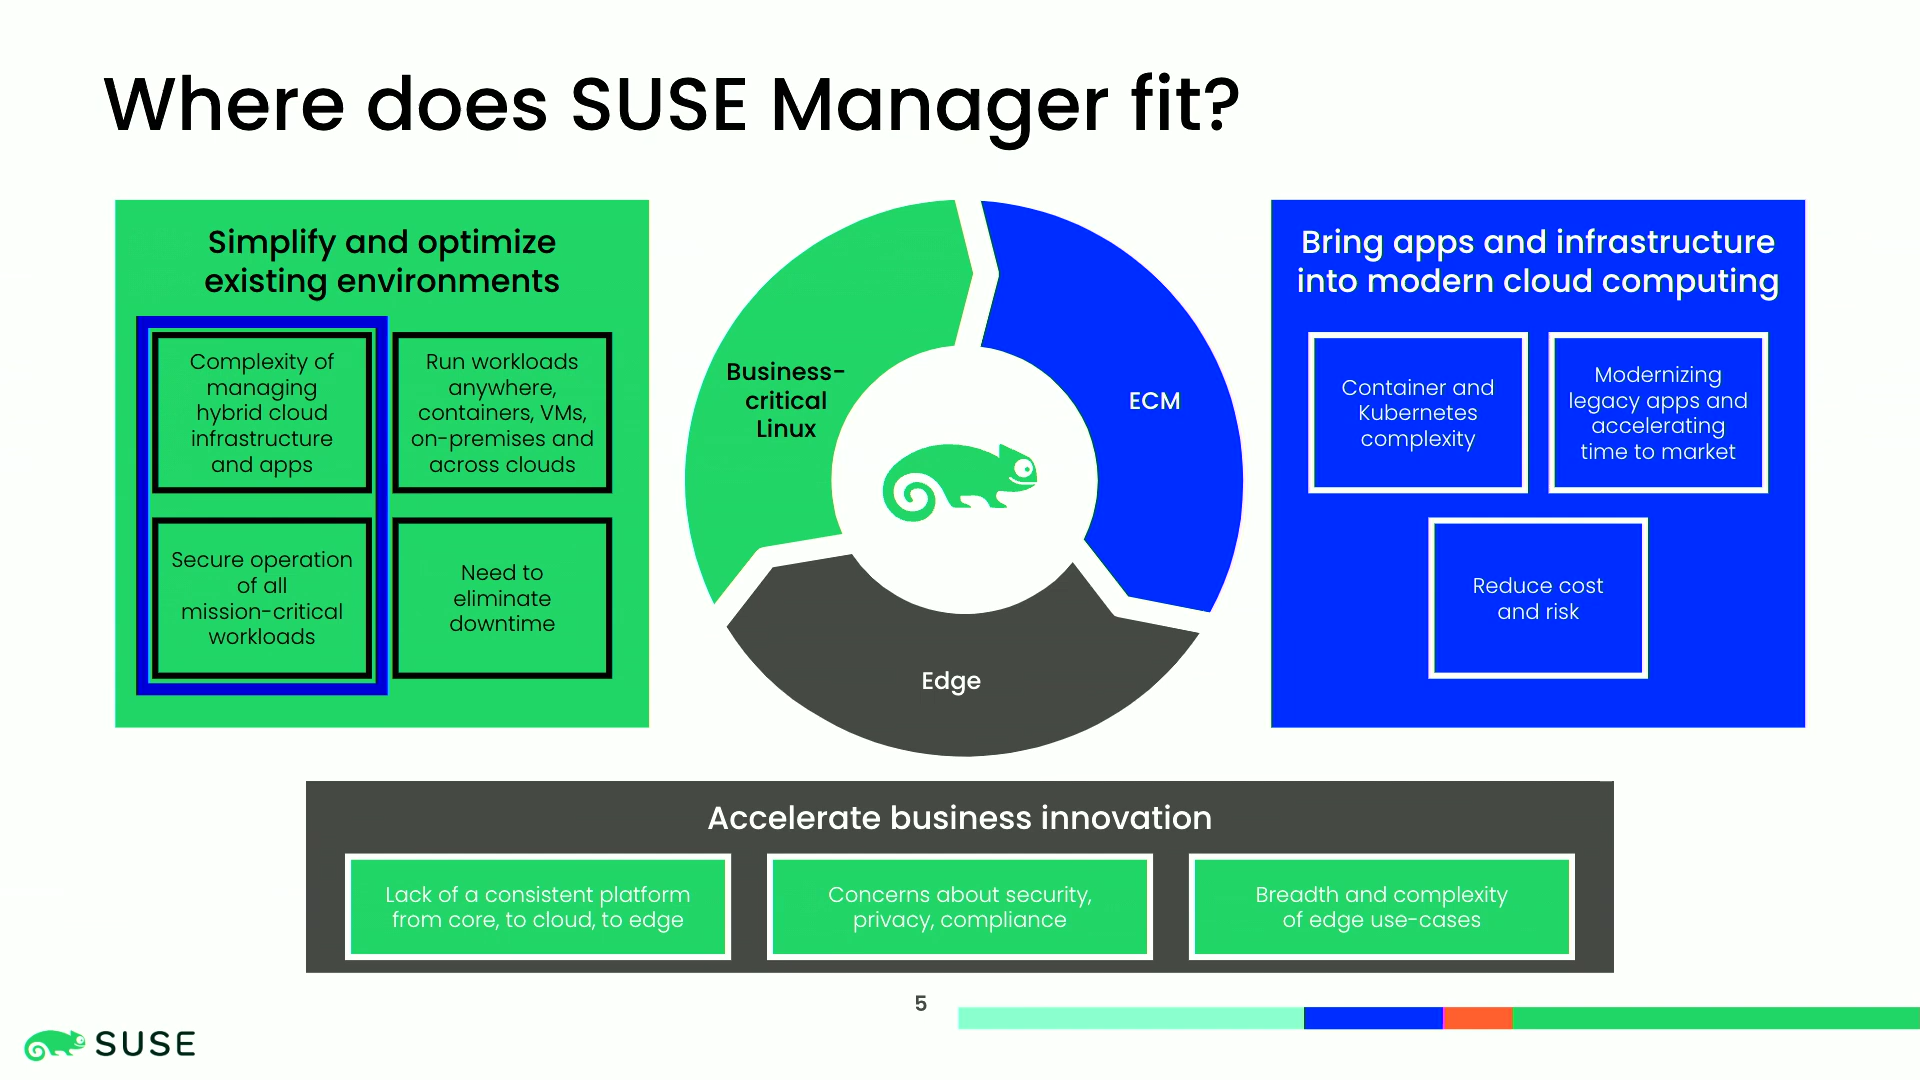 Where does SUSE Manager fit?
Simplify and optimize
existing environments
Complexity of
managing
hybrid cloud
infrastructure
and apps
Run workloads
anywhere,
containers, VMs,
on-premises and
across clouds
Secure operation
of all
mission-critical
workloads
Need to
eliminate
downtime
Business-
critical
Linux
ECM
Edge
Bring apps and infrastructure
into modern cloud computing
Container and
Kubernetes
complexity
Modernizing
legacy apps and
accelerating
time to market
Reduce cost
and risk
Accelerate business innovation
Lack of a consistent platform
from core, to cloud, to edge
Concerns about security,
privacy, compliance
Breadth and complexity
of edge use-cases
5
SUSE